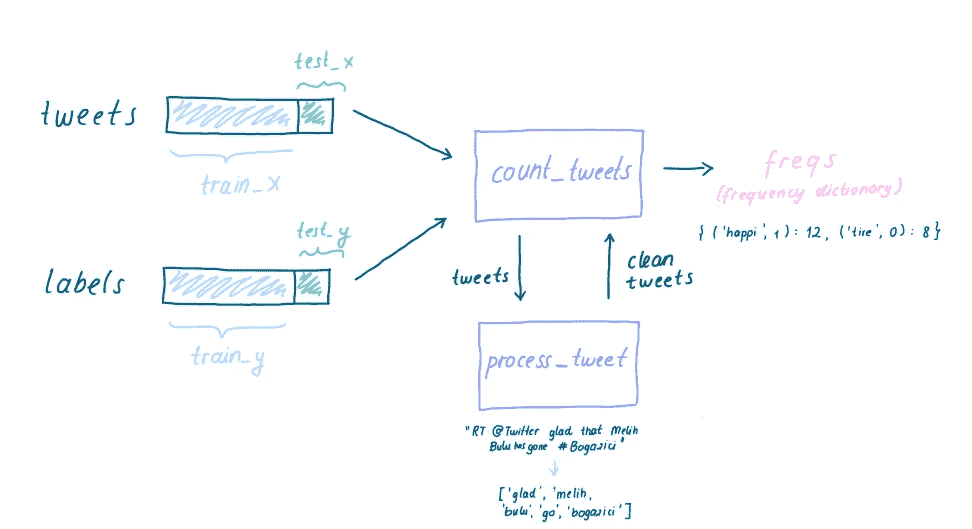 test_x
tweets
train_x
count_tweets
freqs
(frequency dictionary)
{ ('happi', 1) : 12, ('tire', 0) : 8 }
test_y
labels
train_y
tweets
clean
tweets
process_tweet
"RT @Twitter glad that Melih
Bulu has gone #Bogazici"
['glad', 'melih,
'bulu', 'go', 'bogazici' ]